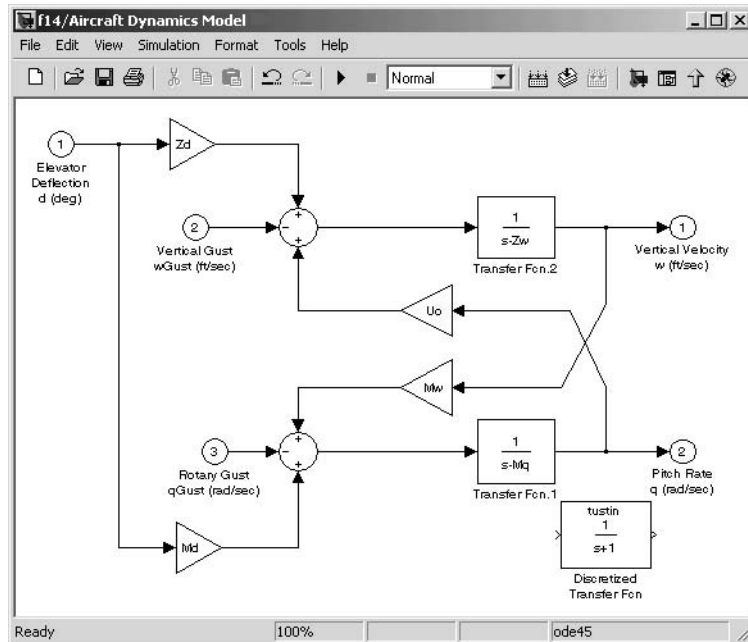 f14/Aircraft Dynamics Model
File Edit View Simulation Format Tools Help
Normal
1
Elevator
Deflection
d (deg)
Zd
2
Vertical Gust
wGust (ft/sec)
1
s-Zw
Transfer Fcn.2
1
Vertical Velocity
w (ft/sec)
Uo
Mw
3
Rotary Gust
qGust (rad/sec)
1
s-Mq
Transfer Fcn.1
2
Pitch Rate
q (rad/sec)
Md
tustin
1
s+1
Discretized
Transfer Fcn
Ready 100% ode45